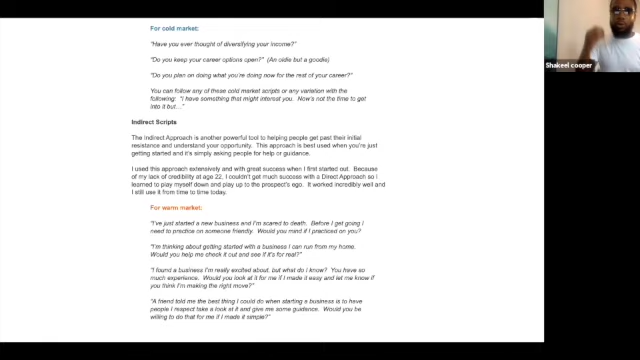 For cold market:
"Have you ever thought of diversifying your income?"
"Do you keep your career options open?" (An oldie but a goodie)
"Do you plan on doing what you're doing now for the rest of your career?"
You can follow any of these cold market scripts or any variation with the
following: "I have something that might interest you. Now's not the time to get
into it but…"
Indirect Scripts
The Indirect Approach is another powerful tool to helping people get past their initial
resistance and understand your opportunity. This approach is best used when you're just
getting started and it's simply asking people for help or guidance.
I used this approach extensively and with great success when I first started out. Because
of my lack of credibility at age 22, I couldn't get much success with a Direct Approach so I
learned to play myself down and play up to the prospect's ego. It worked incredibly well and
I still use it from time to time today.
For warm market:
"I've just started a new business and I'm scared to death. Before I get going I
need to practice on someone friendly. Would you mind if I practiced on you?"
"I'm thinking about getting started with a business I can run from my home.
Would you help me check it out and see if it's for real?"
"I found a business I'm really excited about, but what do I know? You have so
much experience. Would you look at it for me if I made it easy and let me know if
you think I'm making the right move?"
"A friend told me the best thing I could do when starting a business is to have
people I respect take a look at it and give me some guidance. Would you be
willing to do that for me if I made it simple?"
Shakeel cooper